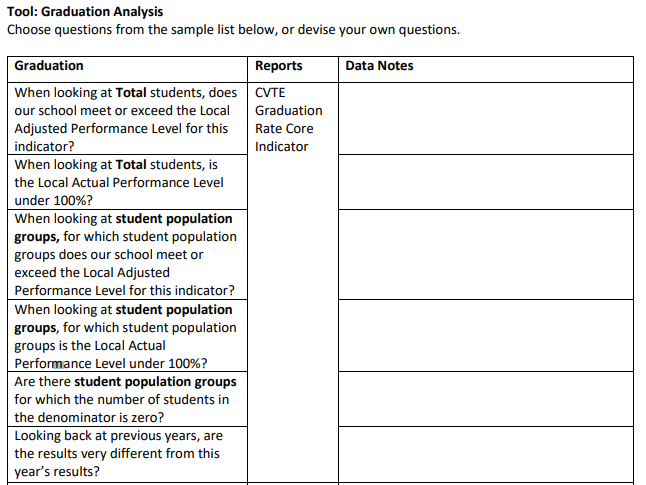 Tool: Graduation Analysis
Choose questions from the sample list below, or devise your own questions.
Graduation
Reports
Data Notes
When looking at Total students, does
our school meet or exceed the Local
Adjusted Performance Level for this
indicator?
CVTE
Graduation
Rate Core
Indicator
When looking at Total students, is
the Local Actual Performance Level
under 100%?
When looking at student population
groups, for which student population
groups does our school meet or
exceed the Local Adjusted
Performance Level for this indicator?
When looking at student population
groups, for which student population
groups is the Local Actual
Performance Level under 100%?
Are there student population groups
for which the number of students in
the denominator is zero?
Looking back at previous years, are
the results very different from this
year’s results?